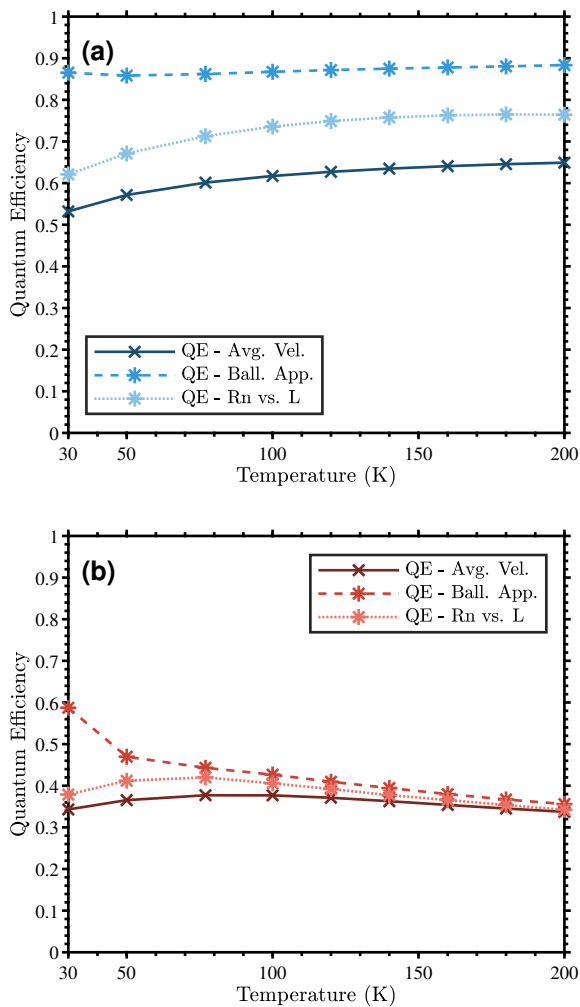 1
0.9
0.8
0.7
0.6
0.5
0.4
0.3
0.2
0.1
0
Quantum Efficiency
(a)
QE - Avg. Vel.
QE - Ball. App.
QE - Rn vs. L
30 50 100 150 200
Temperature (K)
1
0.9
0.8
0.7
0.6
0.5
0.4
0.3
0.2
0.1
0
Quantum Efficiency
(b)
QE - Avg. Vel.
QE - Ball. App.
QE - Rn vs. L
30 50 100 150 200
Temperature (K)